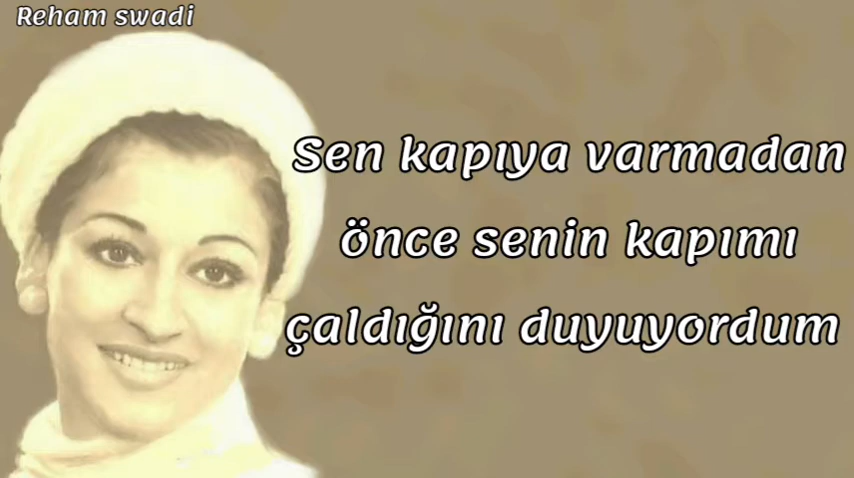 Reham swadi
Sen kapıya varmadan
önce senin kapımı
çaldığını duyuyordum